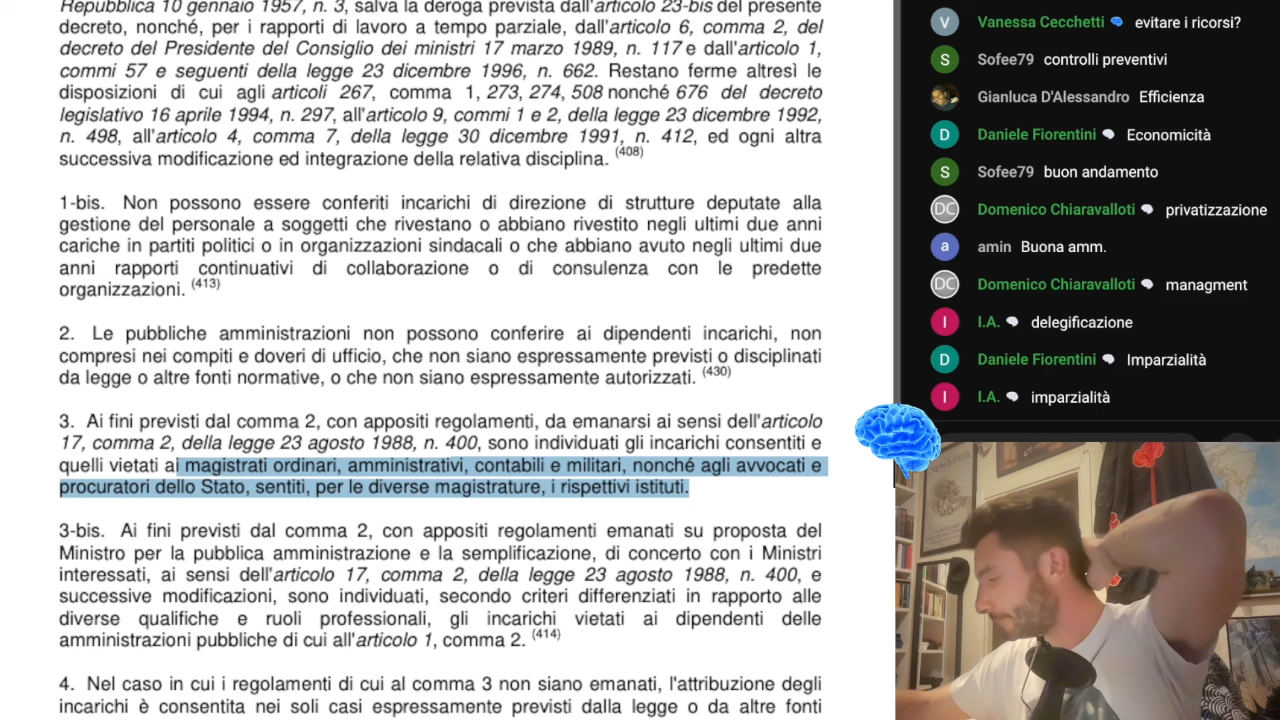 Repubblica 10 gennaio 1957, n. 3, salva la deroga prevista dall'articolo 23-bis del presente
decreto, nonché, per i rapporti di lavoro a tempo parziale, dall'articolo 6, comma 2, del
decreto del Presidente del Consiglio dei ministri 17 marzo 1989, n. 117 e dall'articolo 1,
commi 57 e seguenti della legge 23 dicembre 1996, n. 662. Restano ferme altresì le
disposizioni di cui agli articoli 267, comma 1, 273, 274, 508 nonché 676 del decreto
legislativo 16 aprile 1994, n. 297, all'articolo 9, commi 1 e 2, della legge 23 dicembre 1992,
n. 498, all'articolo 4, comma 7, della legge 30 dicembre 1991, n. 412, ed ogni altra
successiva modificazione ed integrazione della relativa disciplina. (408)
1-bis. Non possono essere conferiti incarichi di direzione di strutture deputate alla
gestione del personale a soggetti che rivestano o abbiano rivestito negli ultimi due anni
cariche in partiti politici o in organizzazioni sindacali o che abbiano avuto negli ultimi due
anni rapporti continuativi di collaborazione o di consulenza con le predette
organizzazioni. (413)
2. Le pubbliche amministrazioni non possono conferire ai dipendenti incarichi, non
compresi nei compiti e doveri di ufficio, che non siano espressamente previsti o disciplinati
da legge o altre fonti normative, o che non siano espressamente autorizzati. (430)
3. Ai fini previsti dal comma 2, con appositi regolamenti, da emanarsi ai sensi dell'articolo
17, comma 2, della legge 23 agosto 1988, n. 400, sono individuati gli incarichi consentiti e
quelli vietati ai magistrati ordinari, amministrativi, contabili e militari, nonché agli avvocati e
procuratori dello Stato, sentiti, per le diverse magistrature, i rispettivi istituti.
3-bis. Ai fini previsti dal comma 2, con appositi regolamenti emanati su proposta del
Ministro per la pubblica amministrazione e la semplificazione, di concerto con i Ministri
interessati, ai sensi dell'articolo 17, comma 2, della legge 23 agosto 1988, n. 400, e
successive modificazioni, sono individuati, secondo criteri differenziati in rapporto alle
diverse qualifiche e ruoli professionali, gli incarichi vietati ai dipendenti delle
amministrazioni pubbliche di cui all'articolo 1, comma 2. (414)
4. Nel caso in cui i regolamenti di cui al comma 3 non siano emanati, l'attribuzione degli
incarichi è consentita nei soli casi espressamente previsti dalla legge o da altre fonti
V Vanessa Cecchetti evitare i ricorsi?
S Sofee79 controlli preventivi
Gianluca D'Alessandro Efficienza
D Daniele Fiorentini Economicità
S Sofee79 buon andamento
DC Domenico Chiaravalloti privatizzazione
a amin Buona amm.
DC Domenico Chiaravalloti managment
I I.A. delegificazione
D Daniele Fiorentini Imparzialità
I I.A. imparzialità